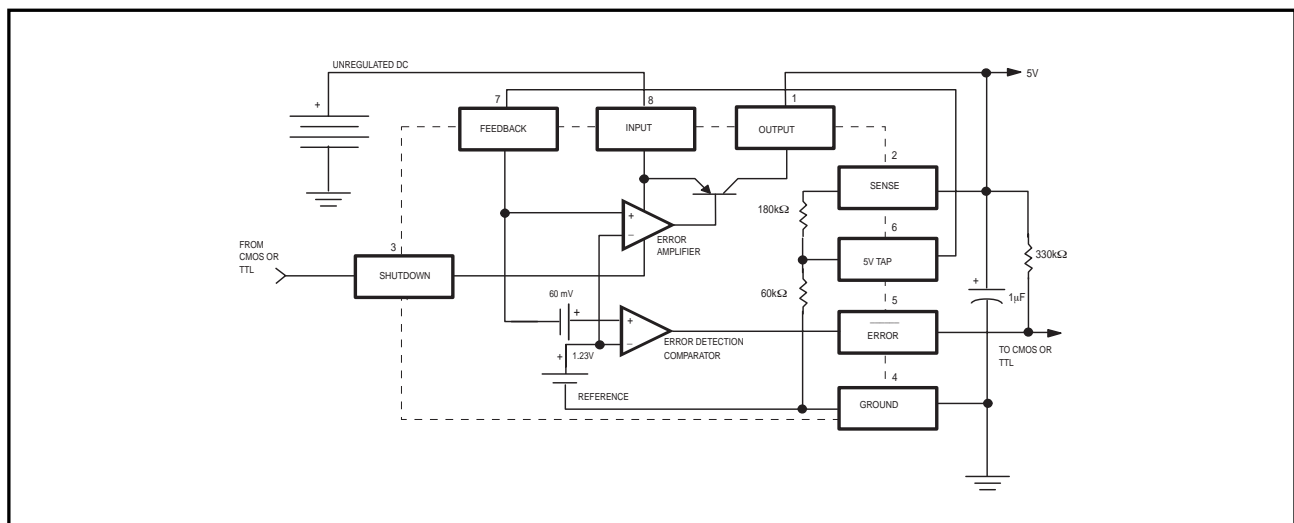 UNREGULATED DC
5V
7
8
1
+
FEEDBACK
INPUT
OUTPUT
2
SENSE
180kΩ
+
6
–
ERROR
AMPLIFIER
FROM
CMOS OR
TTL
3
5V TAP
330kΩ
SHUTDOWN
60 mV
60kΩ
+
1µF
5
+
+
ERROR
–
ERROR DETECTION
COMPARATOR
TO CMOS OR
TTL
+
1.23V
4
REFERENCE
GROUND